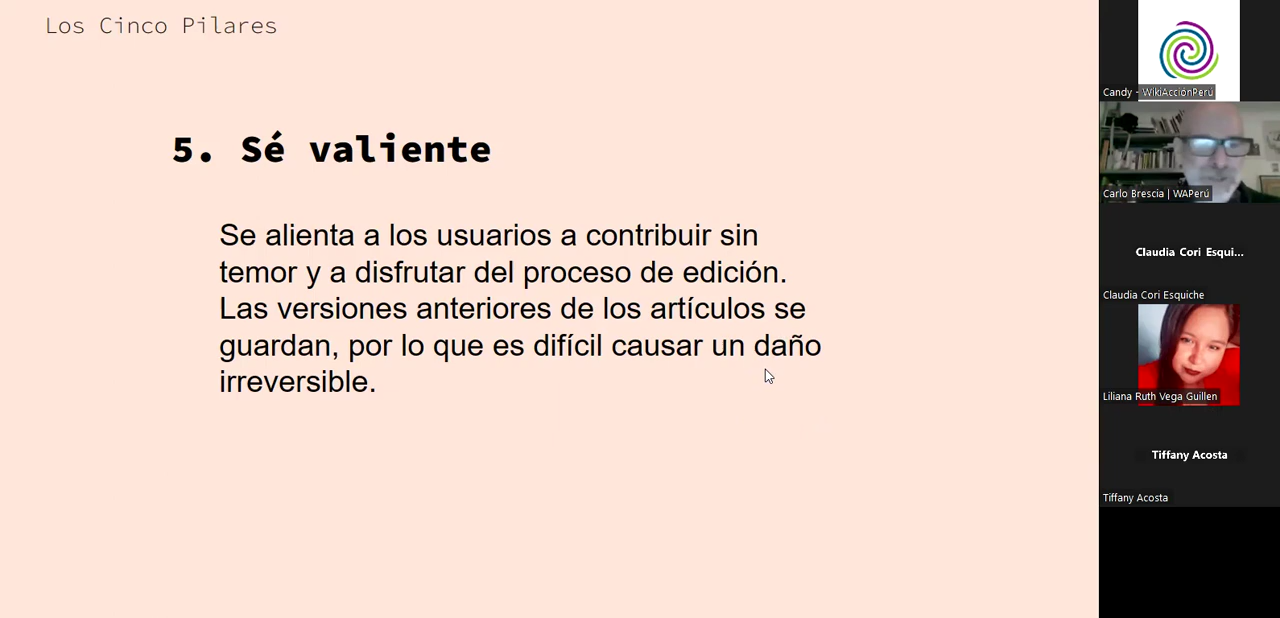 Los Cinco Pilares
5. Sé valiente
Se alienta a los usuarios a contribuir sin
temor y a disfrutar del proceso de edición.
Las versiones anteriores de los artículos se
guardan, por lo que es difícil causar un daño
irreversible.
Candy - WikiAcciónPerú
Carlo Brescia | WAPerú
Claudia Cori Esqui...
Claudia Cori Esquiche
Liliana Ruth Vega Guillen
Tiffany Acosta
Tiffany Acosta